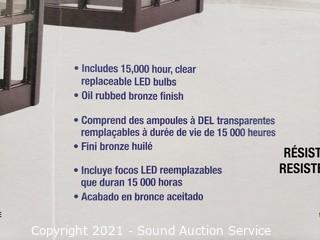 • Includes 15,000 hour, clear
replaceable LED bulbs
• Oil rubbed bronze finish
• Comprend des ampoules à DEL transparentes
remplaçables à durée de vie de 15 000 heures
• Fini bronze huilé
• Incluye focos LED reemplazables
que duran 15 000 horas
• Acabado en bronce aceitado
RÉSIST
RESISTE
Copyright 2021 - Sound Auction Service